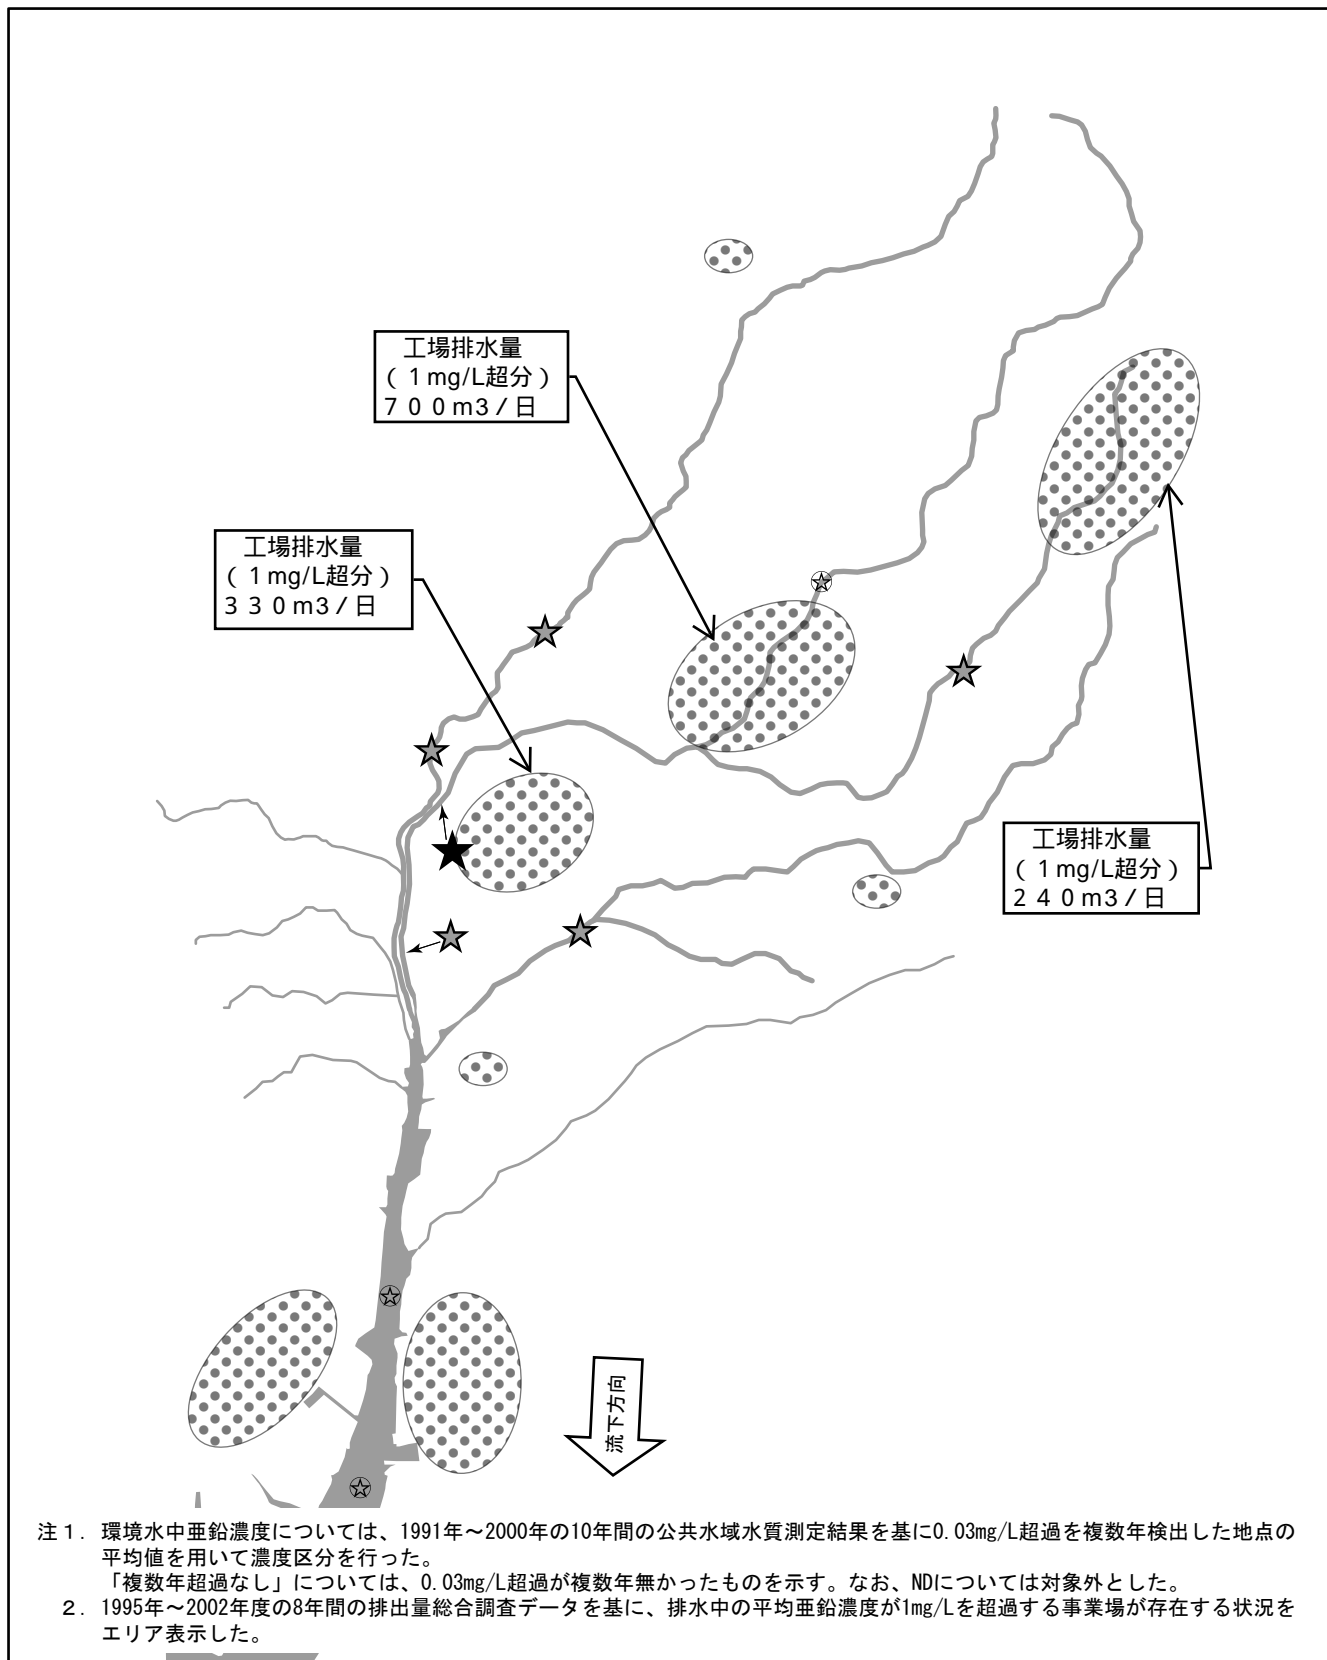 工場排水量
(1mg/L超分)
700m3/日
工場排水量
(1mg/L超分)
330m3/日
工場排水量
(1mg/L超分)
240m3/日
流下方向
注1. 環境水中亜鉛濃度については、1991年~2000年の10年間の公共水域水質測定結果を基に0.03mg/L超過を複数年検出した地点の
平均値を用いて濃度区分を行った。
「複数年超過なし」については、0.03mg/L超過が複数年無かったものを示す。なお、NDについては対象外とした。
2. 1995年~2002年度の8年間の排出量総合調査データを基に、排水中の平均亜鉛濃度が1mg/Lを超過する事業場が存在する状況を
エリア表示した。